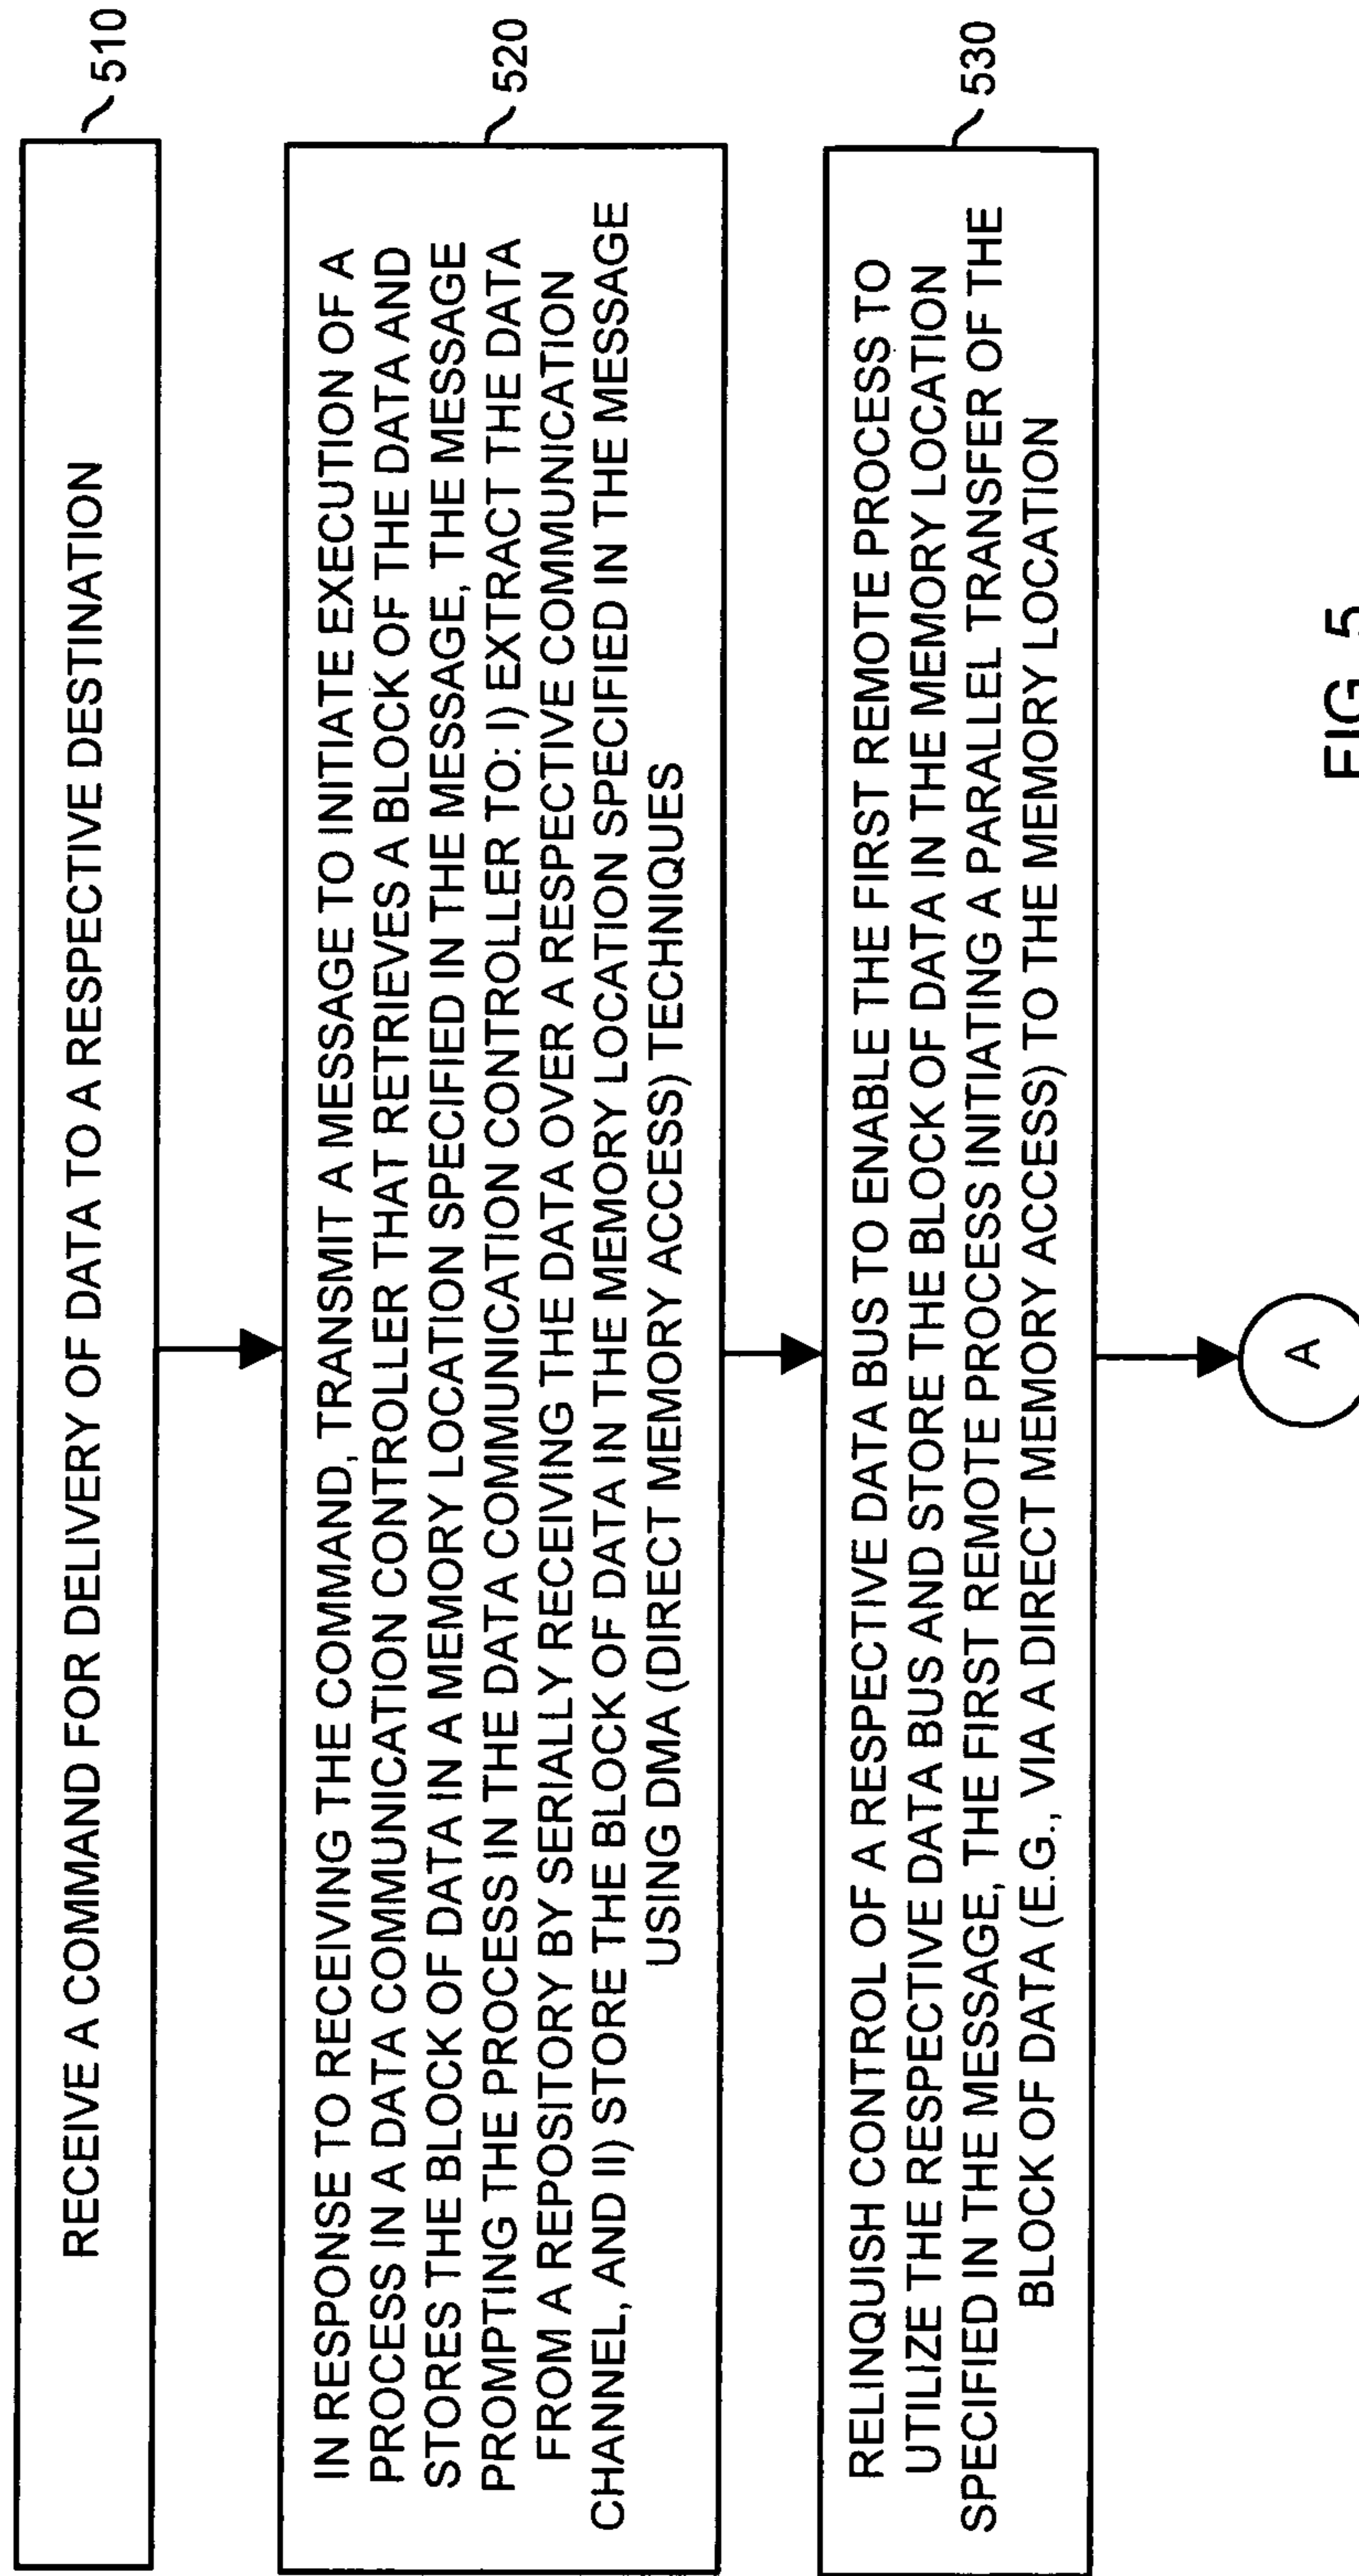 RECEIVE A COMMAND FOR DELIVERY OF DATA TO A RESPECTIVE DESTINATION
510
IN RESPONSE TO RECEIVING THE COMMAND, TRANSMIT A MESSAGE TO INITIATE EXECUTION OF A
PROCESS IN A DATA COMMUNICATION CONTROLLER THAT RETRIEVES A BLOCK OF THE DATA AND
STORES THE BLOCK OF DATA IN A MEMORY LOCATION SPECIFIED IN THE MESSAGE, THE MESSAGE
PROMPTING THE PROCESS IN THE DATA COMMUNICATION CONTROLLER TO: I) EXTRACT THE DATA
FROM A REPOSITORY BY SERIALLY RECEIVING THE DATA OVER A RESPECTIVE COMMUNICATION
CHANNEL, AND II) STORE THE BLOCK OF DATA IN THE MEMORY LOCATION SPECIFIED IN THE MESSAGE
USING DMA (DIRECT MEMORY ACCESS) TECHNIQUES
520
RELINQUISH CONTROL OF A RESPECTIVE DATA BUS TO ENABLE THE FIRST REMOTE PROCESS TO
UTILIZE THE RESPECTIVE DATA BUS AND STORE THE BLOCK OF DATA IN THE MEMORY LOCATION
SPECIFIED IN THE MESSAGE, THE FIRST REMOTE PROCESS INITIATING A PARALLEL TRANSFER OF THE
BLOCK OF DATA (E.G., VIA A DIRECT MEMORY ACCESS) TO THE MEMORY LOCATION
530
A
FIG. 5